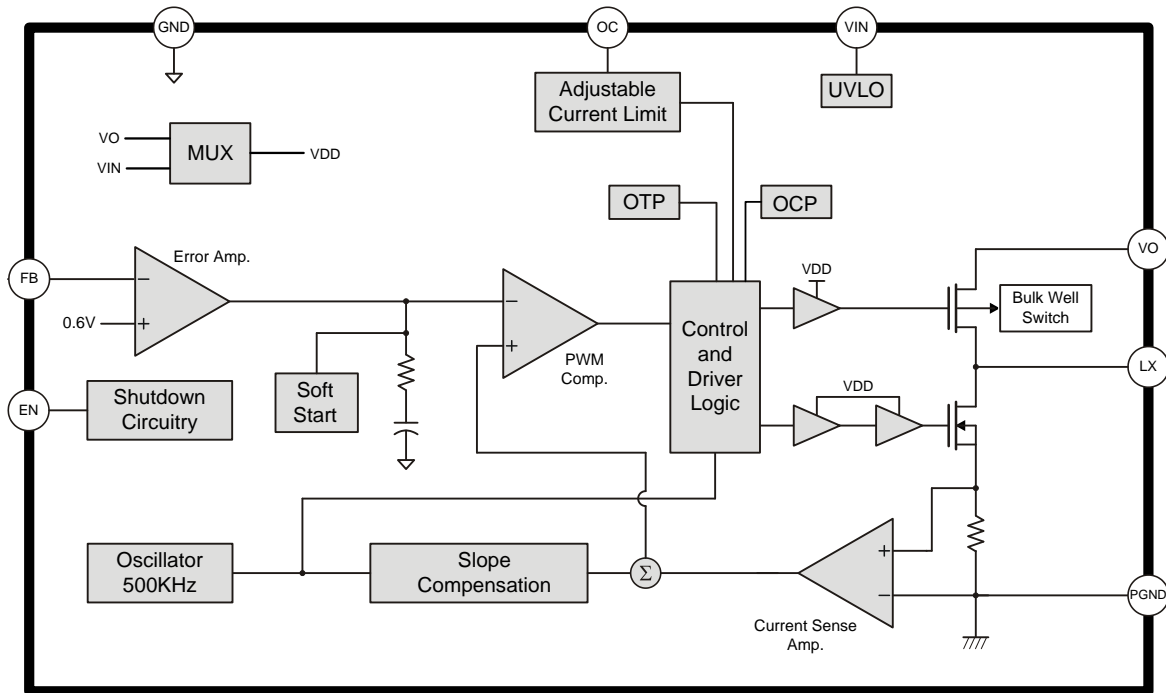 GND
OC
VIN
Adjustable
Current Limit
UVLO
VO
VIN
MUX
VDD
OTP
OCP
Error Amp.
FB
−
0.6V
+
−
+
PWM
Comp.
Control
and
Driver
Logic
VDD
VO
Bulk Well
Switch
LX
EN
Shutdown
Circuitry
Soft
Start
VDD
Oscillator
500KHz
Slope
Compensation
Σ
+
−
Current Sense
Amp.
PGND